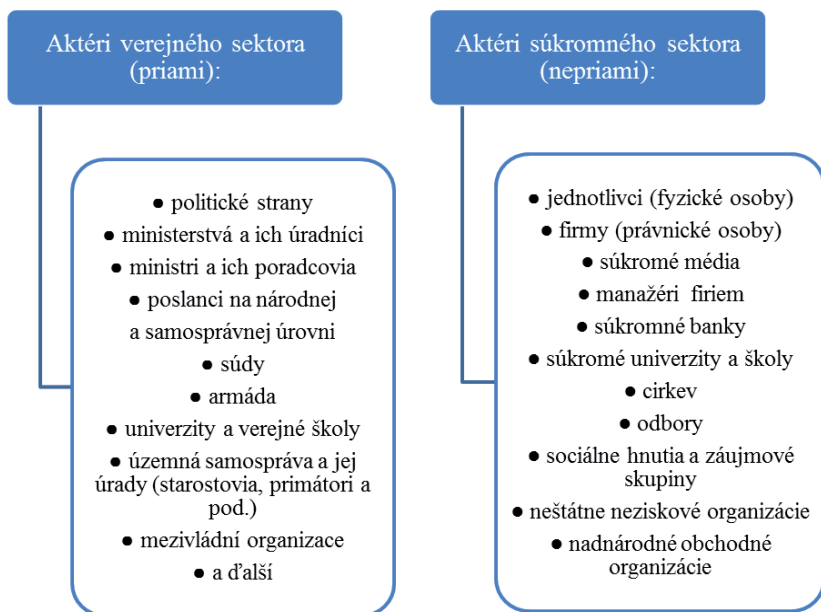 Aktéri verejného sektora
(priami):
● politické strany
● ministerstvá a ich úradníci
● ministri a ich poradcovia
● poslanci na národnej
a samosprávnej úrovni
● súdy
● armáda
● univerzity a verejné školy
● územná samospráva a jej
úrady (starostovia, primátori a
pod.)
● mezivládní organizace
● a ďalší
Aktéri súkromného sektora
(nepriami):
● jednotlivci (fyzické osoby)
● firmy (právnické osoby)
● súkromé média
● manažéri firiem
● súkromné banky
● súkromé univerzity a školy
● cirkev
● odbory
● sociálne hnutia a záujmové
skupiny
● neštátne neziskové organizácie
● nadnárodné obchodné
organizácie